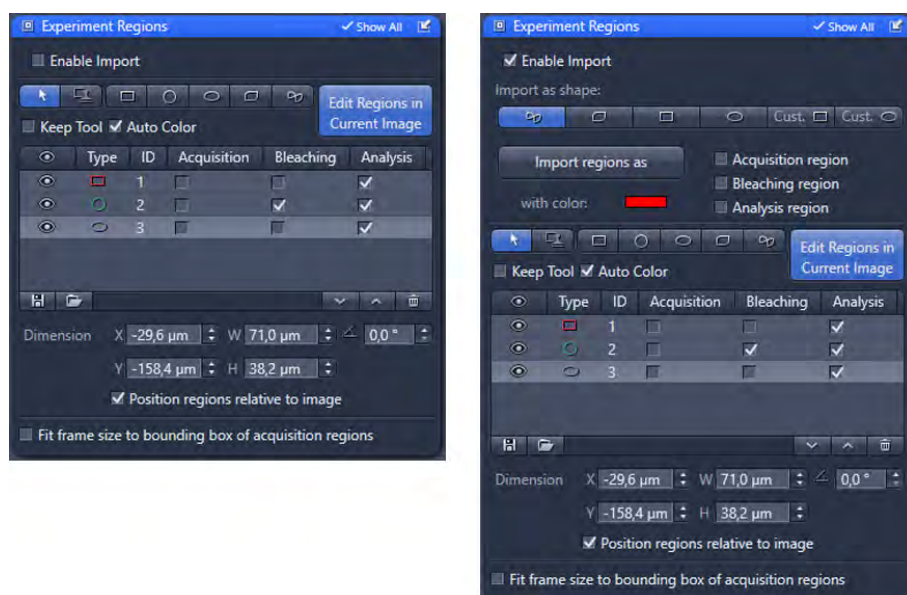 Experiment Regions Show All
Enable Import
Edit Regions in
Current Image
Keep Tool Auto Color
Type ID Acquisition Bleaching Analysis
1
2
3
Dimension X -29,6 µm W 71,0 µm 0,0 °
Y -158,4 µm H 38,2 µm
Position regions relative to image
Fit frame size to bounding box of acquisition regions
Experiment Regions Show All
Enable Import
Import as shape:
Cust. Cust.
Import regions as
Acquisition region
Bleaching region
with color:
Analysis region
Edit Regions in
Current Image
Keep Tool Auto Color
Type ID Acquisition Bleaching Analysis
1
2
3
Dimension X -29,6 µm W 71,0 µm 0,0 °
Y -158,4 µm H 38,2 µm
Position regions relative to image
Fit frame size to bounding box of acquisition regions